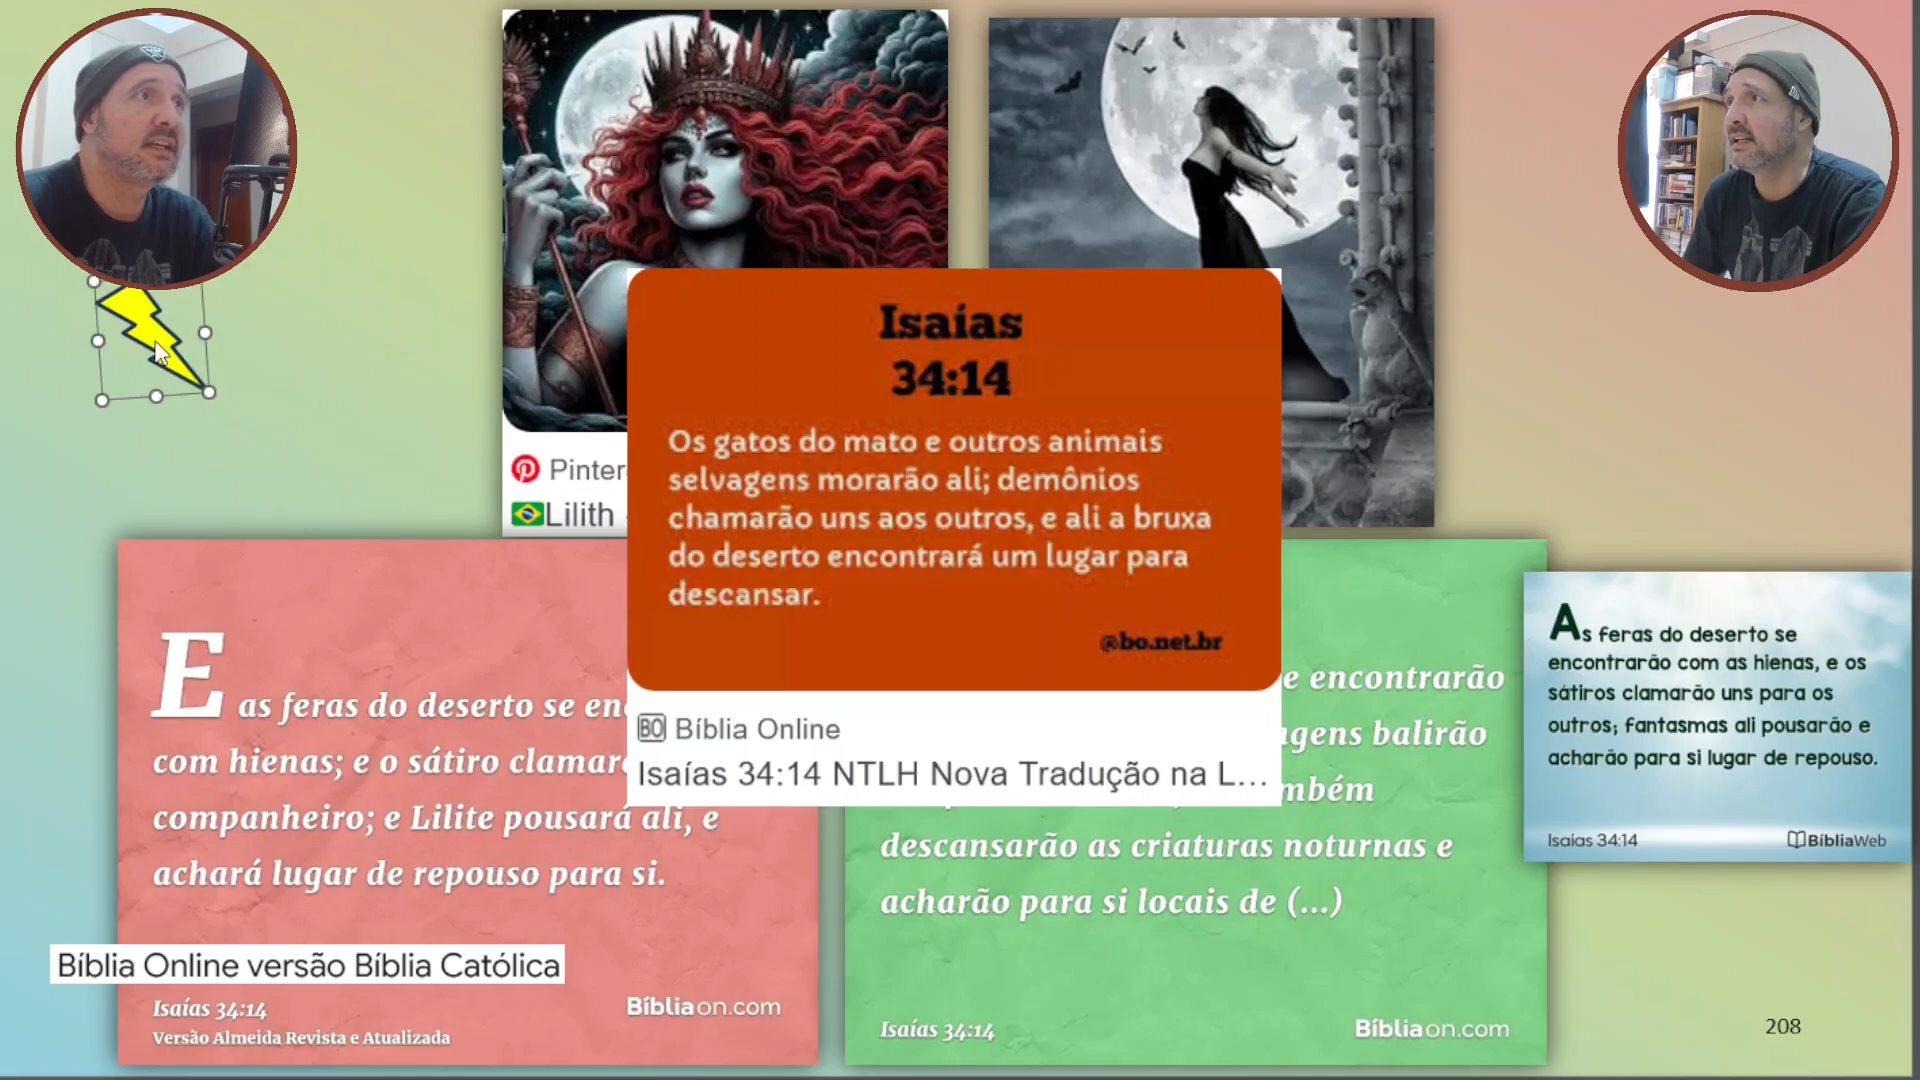 Pinter
Lilith
Isaías
34:14
Os gatos do mato e outros animais
selvagens morarão ali; demônios
chamarão uns aos outros, e ali a bruxa
do deserto encontrará um lugar para
descansar.
@bo.net.br
BO Bíblia Online
Isaías 34:14 NTLH Nova Tradução na L...
E as feras do deserto se en
com hienas; e o sátiro clamar
companheiro; e Lilite pousará ali, e
achará lugar de repouso para si.
Bíblia Online versão Bíblia Católica
Isaías 34:14
Versão Almeida Revista e Atualizada
Bíbliaon.com
e encontrarão
gens balirão
mbém
descansarão as criaturas noturnas e
acharão para si locais de (...)
Isaías 34:14
Bíbliaon.com
As feras do deserto se
encontrarão com as hienas, e os
sátiros clamarão uns para os
outros; fantasmas ali pousarão e
acharão para si lugar de repouso.
Isaías 34:14
BíbliaWeb
208